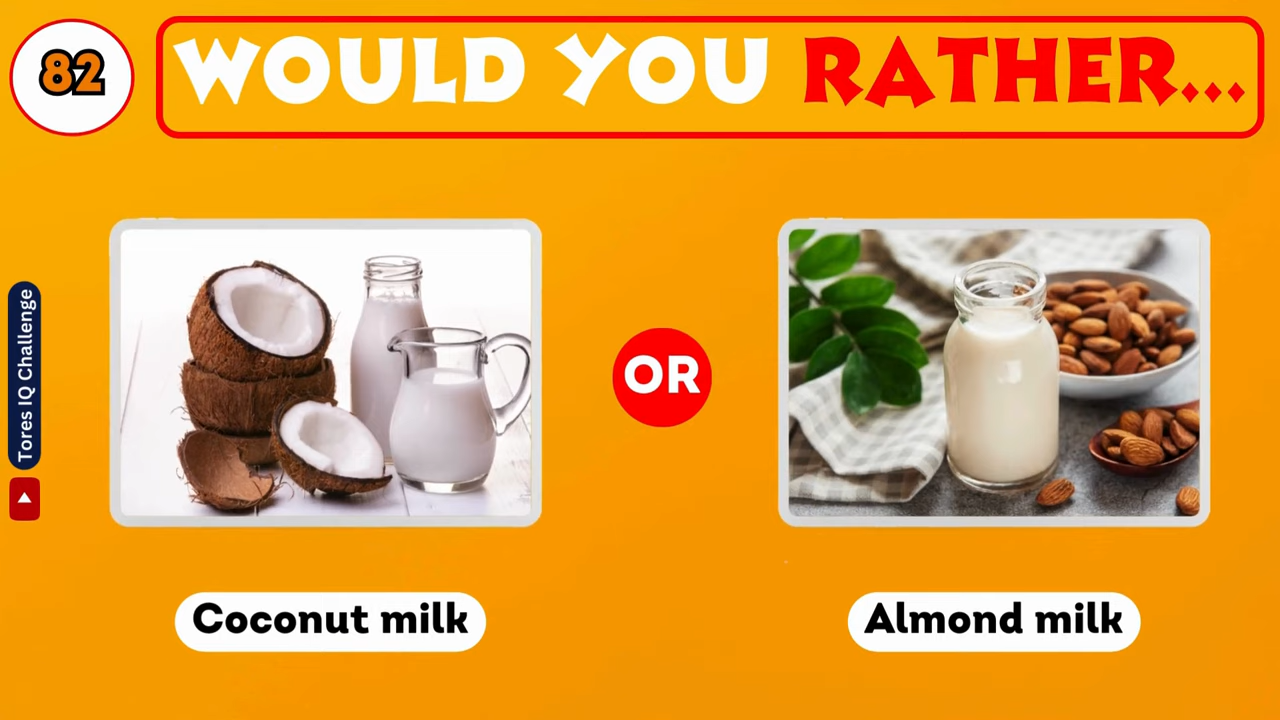 82
WOULD YOU RATHER...
Tores IQ Challenge
OR
Coconut milk
Almond milk